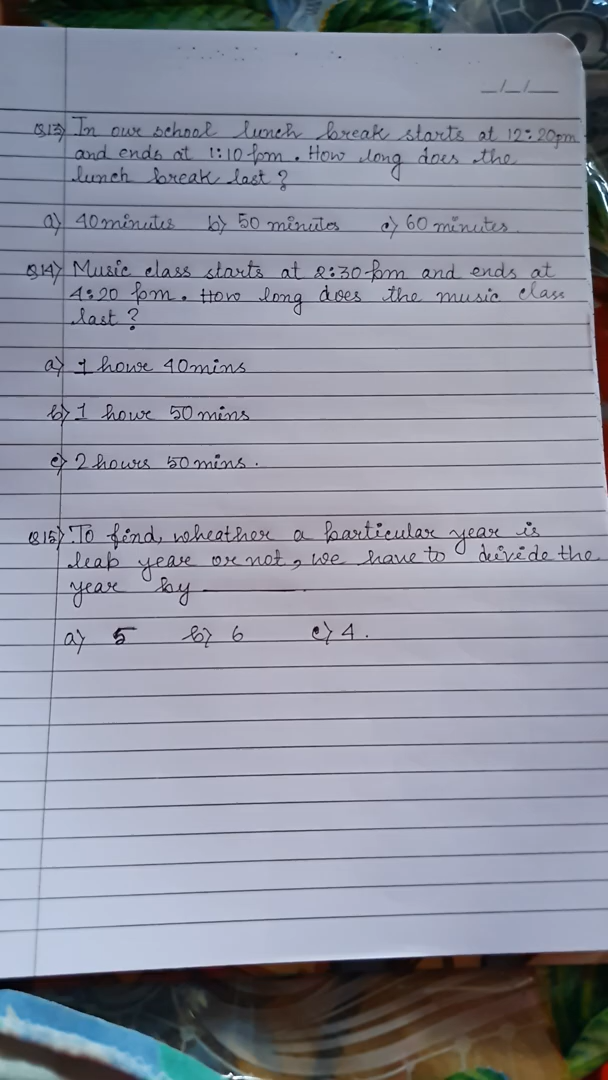 _/_/_
Q13) In our school lunch break starts at 12:20pm
and ends at 1:10 pm. How long does the
lunch break last?
a) 40 minutes b) 50 minutes c) 60 minutes.
Q14) Music class starts at 2:30 pm and ends at
4:20 pm. How long does the music class
last?
a) 1 hour 40mins
b) 1 hour 50 mins
c) 2 hours 50 mins.
Q15) To find, wheather a particular year is
leap year or not, we have to devide the
year by ______
a) 5 b) 6 c) 4.